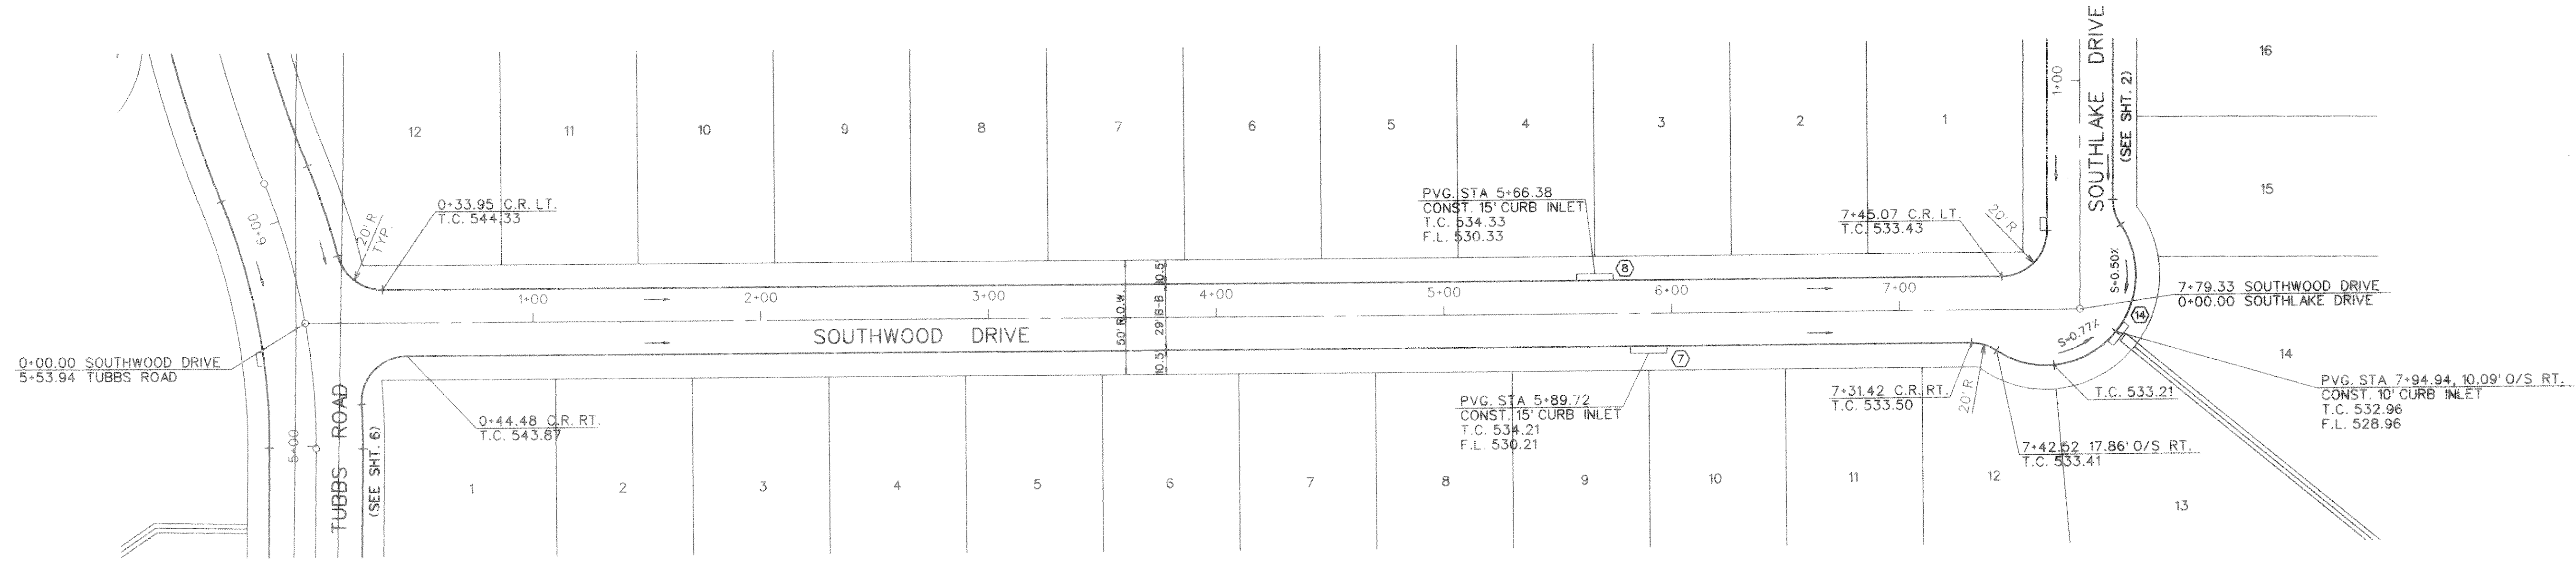 SOUTHLAKE DRIVE
(SEE SHT. 2)
1+00
16
15
14
13
12
11
10
9
8
7
6
5
4
3
2
1
6+00
20' R
TYP.
0+33.95 C.R. LT.
T.C. 544.33
PVG. STA 5+66.38
CONST. 15' CURB INLET
T.C. 534.33
F.L. 530.33
8
7+45.07 C.R. LT.
T.C. 533.43
20' R
S=0.50%
7+79.33 SOUTHWOOD DRIVE
0+00.00 SOUTHLAKE DRIVE
14
S=0.77%
1+00
2+00
3+00
4+00
5+00
6+00
7+00
10.5'
50' R.O.W.
29' B-B
10.5'
SOUTHWOOD DRIVE
0+00.00 SOUTHWOOD DRIVE
5+53.94 TUBBS ROAD
5+00
TUBBS ROAD
(SEE SHT. 6)
0+44.48 C.R. RT.
T.C. 543.87
7
PVG. STA 5+89.72
CONST. 15' CURB INLET
T.C. 534.21
F.L. 530.21
7+31.42 C.R. RT.
T.C. 533.50
20' R
T.C. 533.21
7+42.52 17.86' O/S RT.
T.C. 533.41
PVG. STA 7+94.94, 10.09' O/S RT.
CONST. 10' CURB INLET
T.C. 532.96
F.L. 528.96
1
2
3
4
5
6
7
8
9
10
11
12